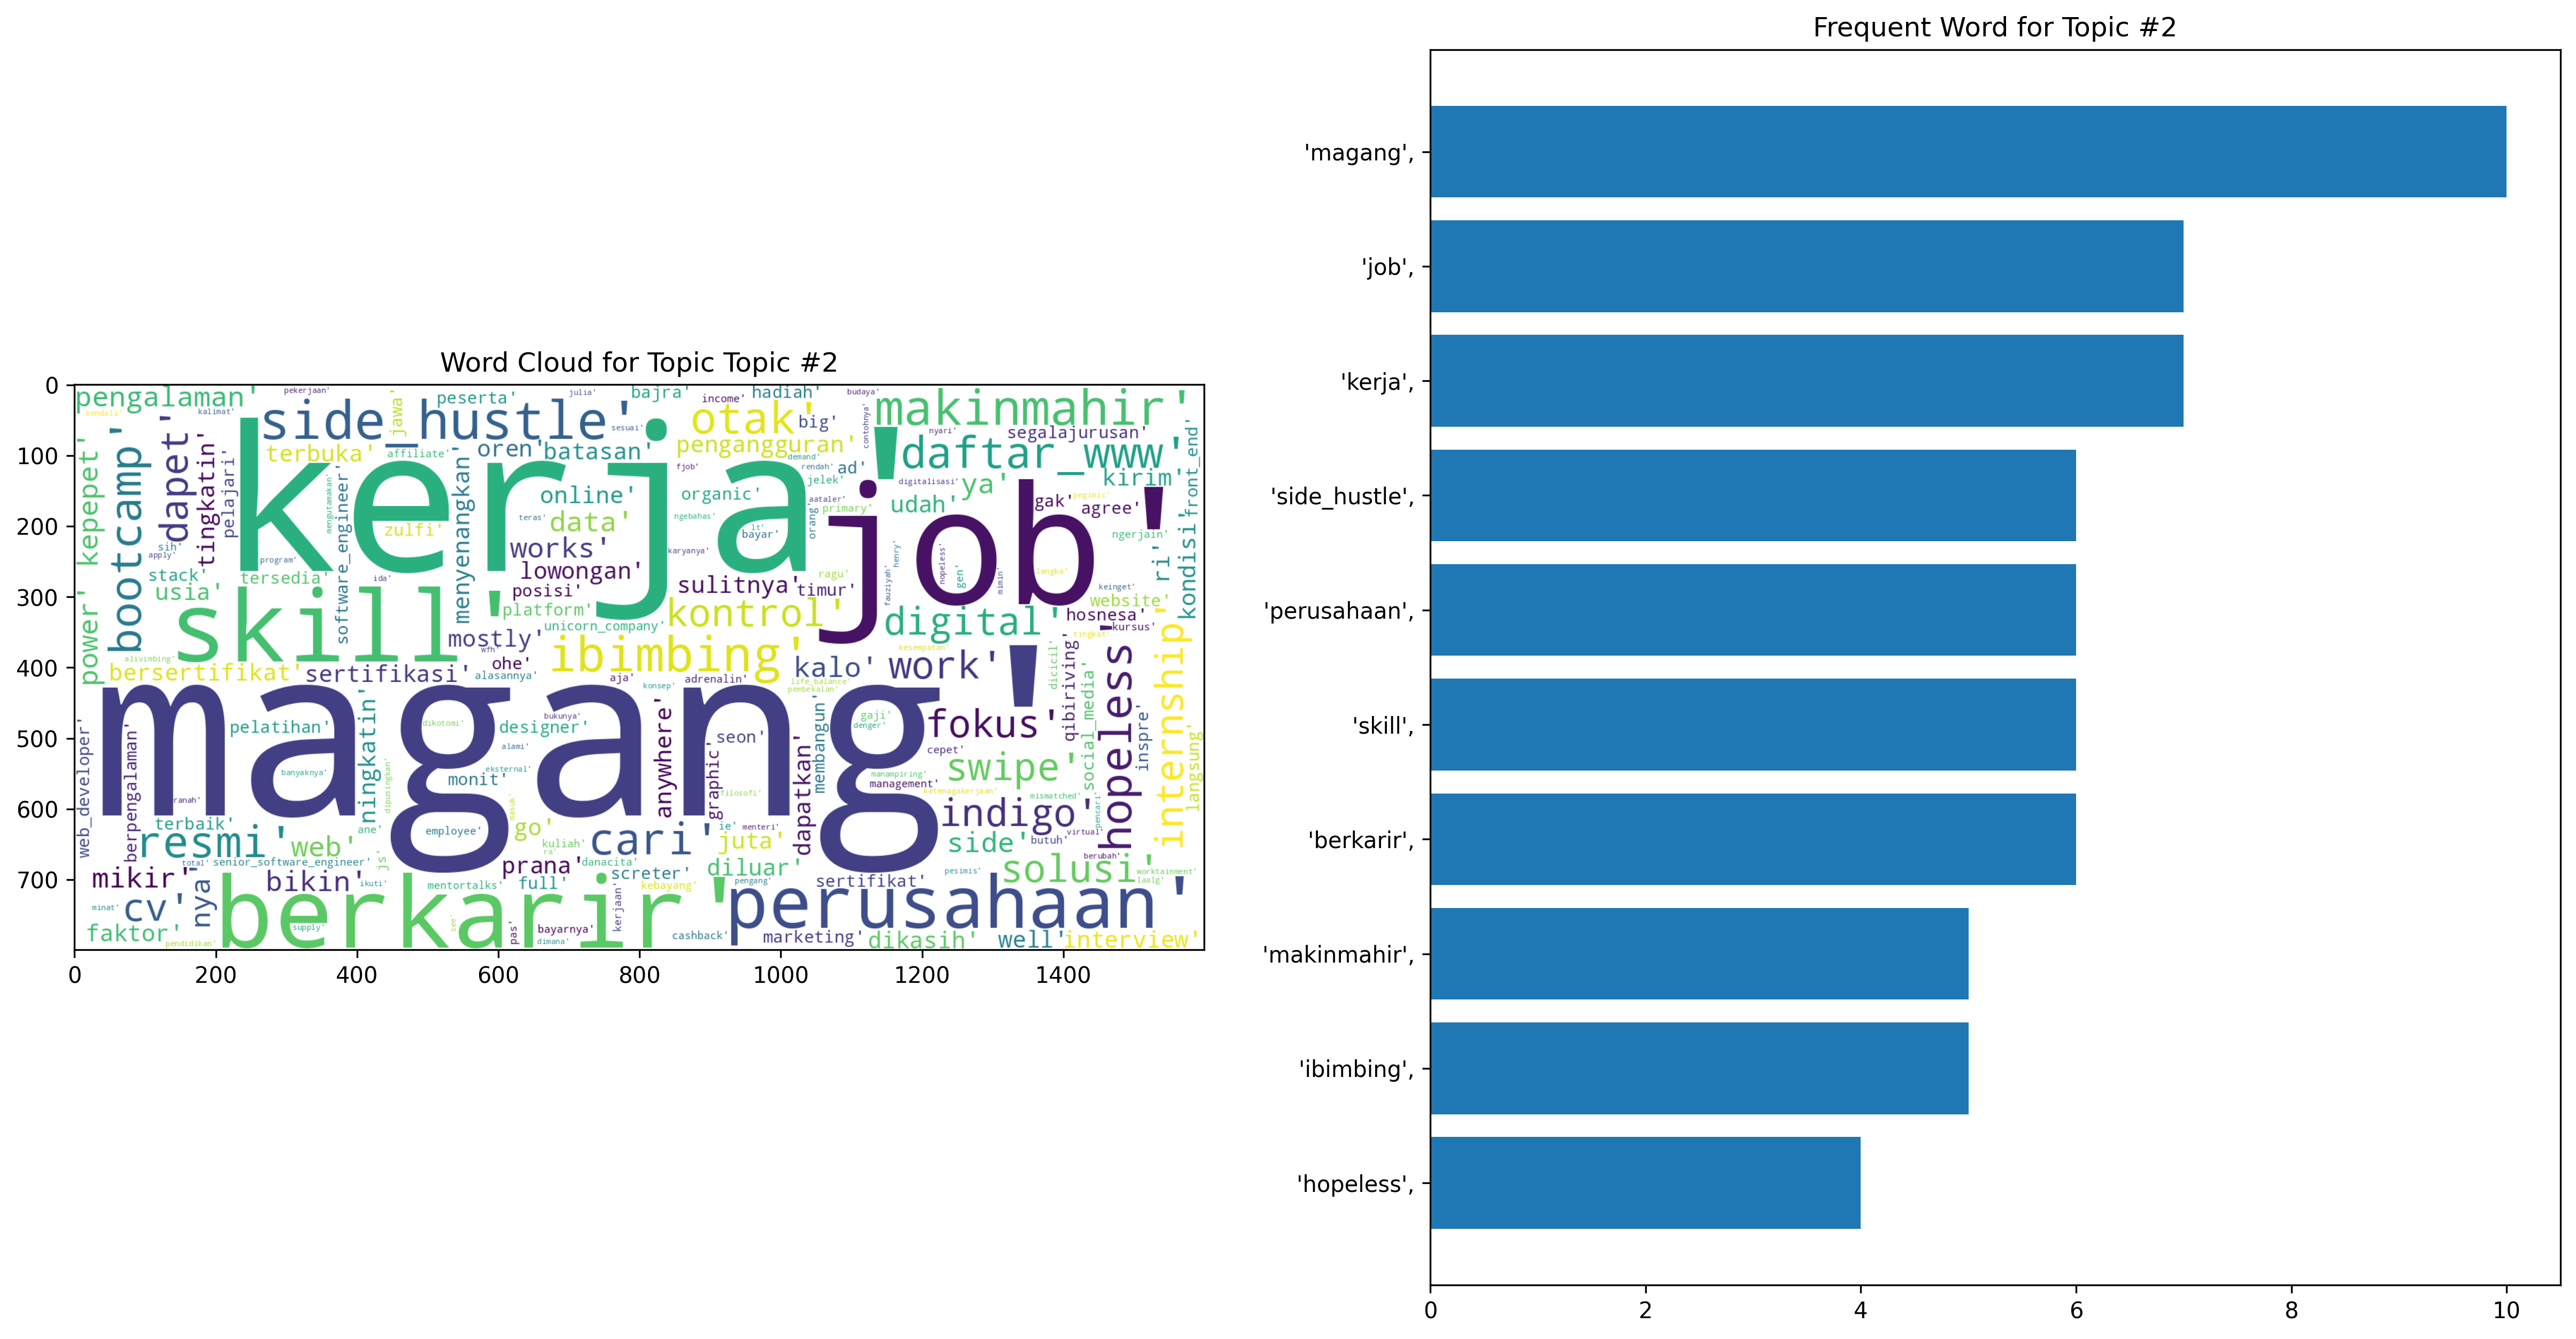 Word Cloud for Topic Topic #2
0
100
200
300
400
500
600
700
0
200
400
600
800
1000
1200
1400
pengalaman'
pekerjaan'
side_hustle'
jawa'
peserta'
julia'
bajra'
hadiah'
income'
otak'
big'
budaya'
makinmahir'
kendali'
kalimat'
sesuai'
contohnya'
nyari'
segalajurusan'
kepepet'
bootcamp'
dapet'
tingkatin'
pelajari'
terbuka'
affiliate'
oren'
batasan'
pengangguran'
demand'
rendah'
ad'
jelek'
daftar_www'
kirim'
front_end'
kerja'
job'
fjob'
online'
organic'
digitalisasi'
ya'
udah'
gak'
agree'
mengutamakan'
software_engineer'
menyenangkan'
zulfi'
teras'
data'
ngebahas'
lt'
bayar'
orang'
primary'
ngerjain'
works'
karyanya'
sih'
apply'
program'
stack'
tersedia'
ida'
usia'
lowongan'
posisi'
sulitnya'
timur'
ragu'
fauziyah'
henry'
nopeless'
gen'
mimin'
langka'
keinget'
website'
ri'
kondisi'
power'
skill'
platform'
unicorn_company'
kontrol'
digital'
hosnesa'
kursus'
tingkat'
mostly'
wfh'
ohe'
ibimbing'
kalo'
work'
kesempatan'
dicicil'
qibiriving'
social_media'
hopeless'
internship'
alivimbing'
bersertifikat'
sertifikasi'
alasannya'
aja'
konsep'
adrenalin'
life_balance'
pembekalan'
magang'
web_developer'
berpengalaman'
pelatihan'
ningkatin'
dikotomi'
bukunya'
designer'
alami'
anywhere'
graphic'
seon'
membangun'
gaji'
denger'
fokus'
cepet'
inspre'
langsung'
banyaknya'
dipusingkan'
monit'
eksternal'
filosofi'
dapatkan'
manampiring'
management'
swipe'
ketenagakerjaan'
mismatched'
pencari'
ranah'
terbaik'
resmi'
web'
ane'
js'
employee'
masuk'
go'
kuliah'
ra'
cari'
ie'
menteri'
juta'
indigo'
side'
butuh'
virtual'
berubah'
total'
senior_software_engineer'
prana'
danacita'
screter'
diluar'
pengang'
sertifikat'
pesimis'
solusi'
worktainment'
laalg'
mikir'
nya'
bikin'
ikuti'
mentortalks'
full'
kerjaan'
kebayang'
minat'
cv'
faktor'
pendidikan'
berkarir'
supply'
see'
pas'
bayarnya'
dimana'
cashback'
perusahaan'
marketing'
dikasih'
well'
interview'
Frequent Word for Topic #2
'magang',
'job',
'kerja',
'side_hustle',
'perusahaan',
'skill',
'berkarir',
'makinmahir',
'ibimbing',
'hopeless',
0
2
4
6
8
10